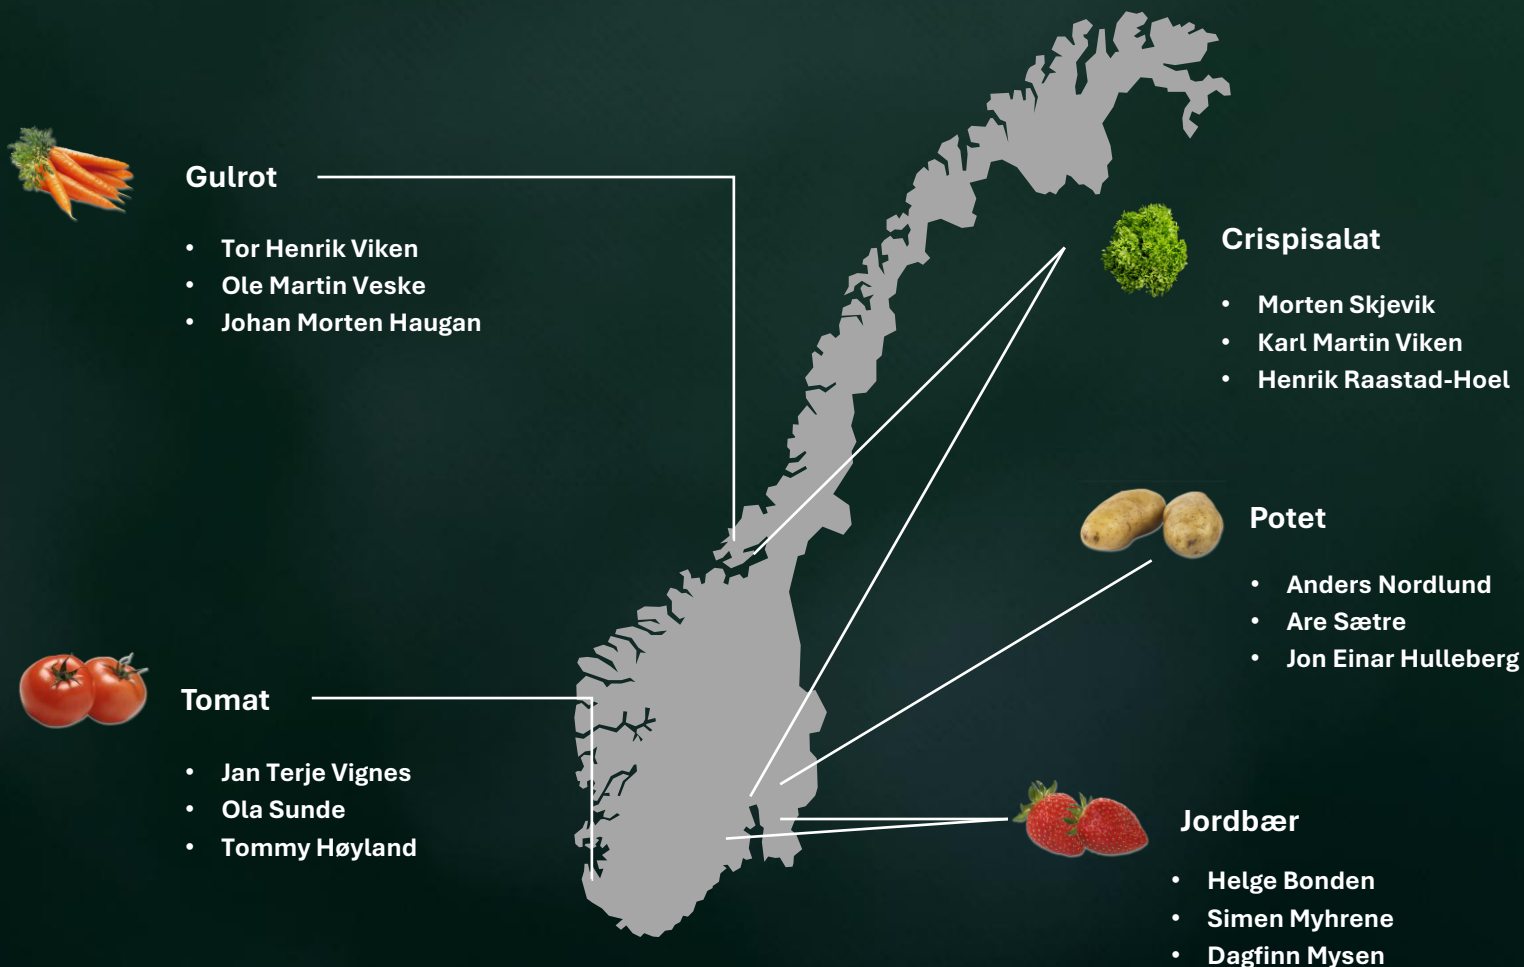 Gulrot
• Tor Henrik Viken
• Ole Martin Veske
• Johan Morten Haugan
Crispisalat
• Morten Skjevik
• Karl Martin Viken
• Henrik Raastad-Hoel
Potet
• Anders Nordlund
• Are Sætre
• Jon Einar Hulleberg
Tomat
• Jan Terje Vignes
• Ola Sunde
• Tommy Høyland
Jordbær
• Helge Bonden
• Simen Myhrene
• Dagfinn Mysen